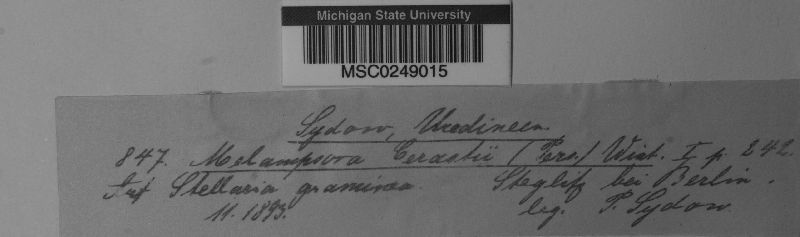 Michigan State University
MSC0249015
Sydow, Uredineen
847. Melampsora Cerastii (Pers.) Wint. I p. 242.
Auf Stellaria graminea. Steglitz bei Berlin.
11. 1893. leg. P. Sydow.